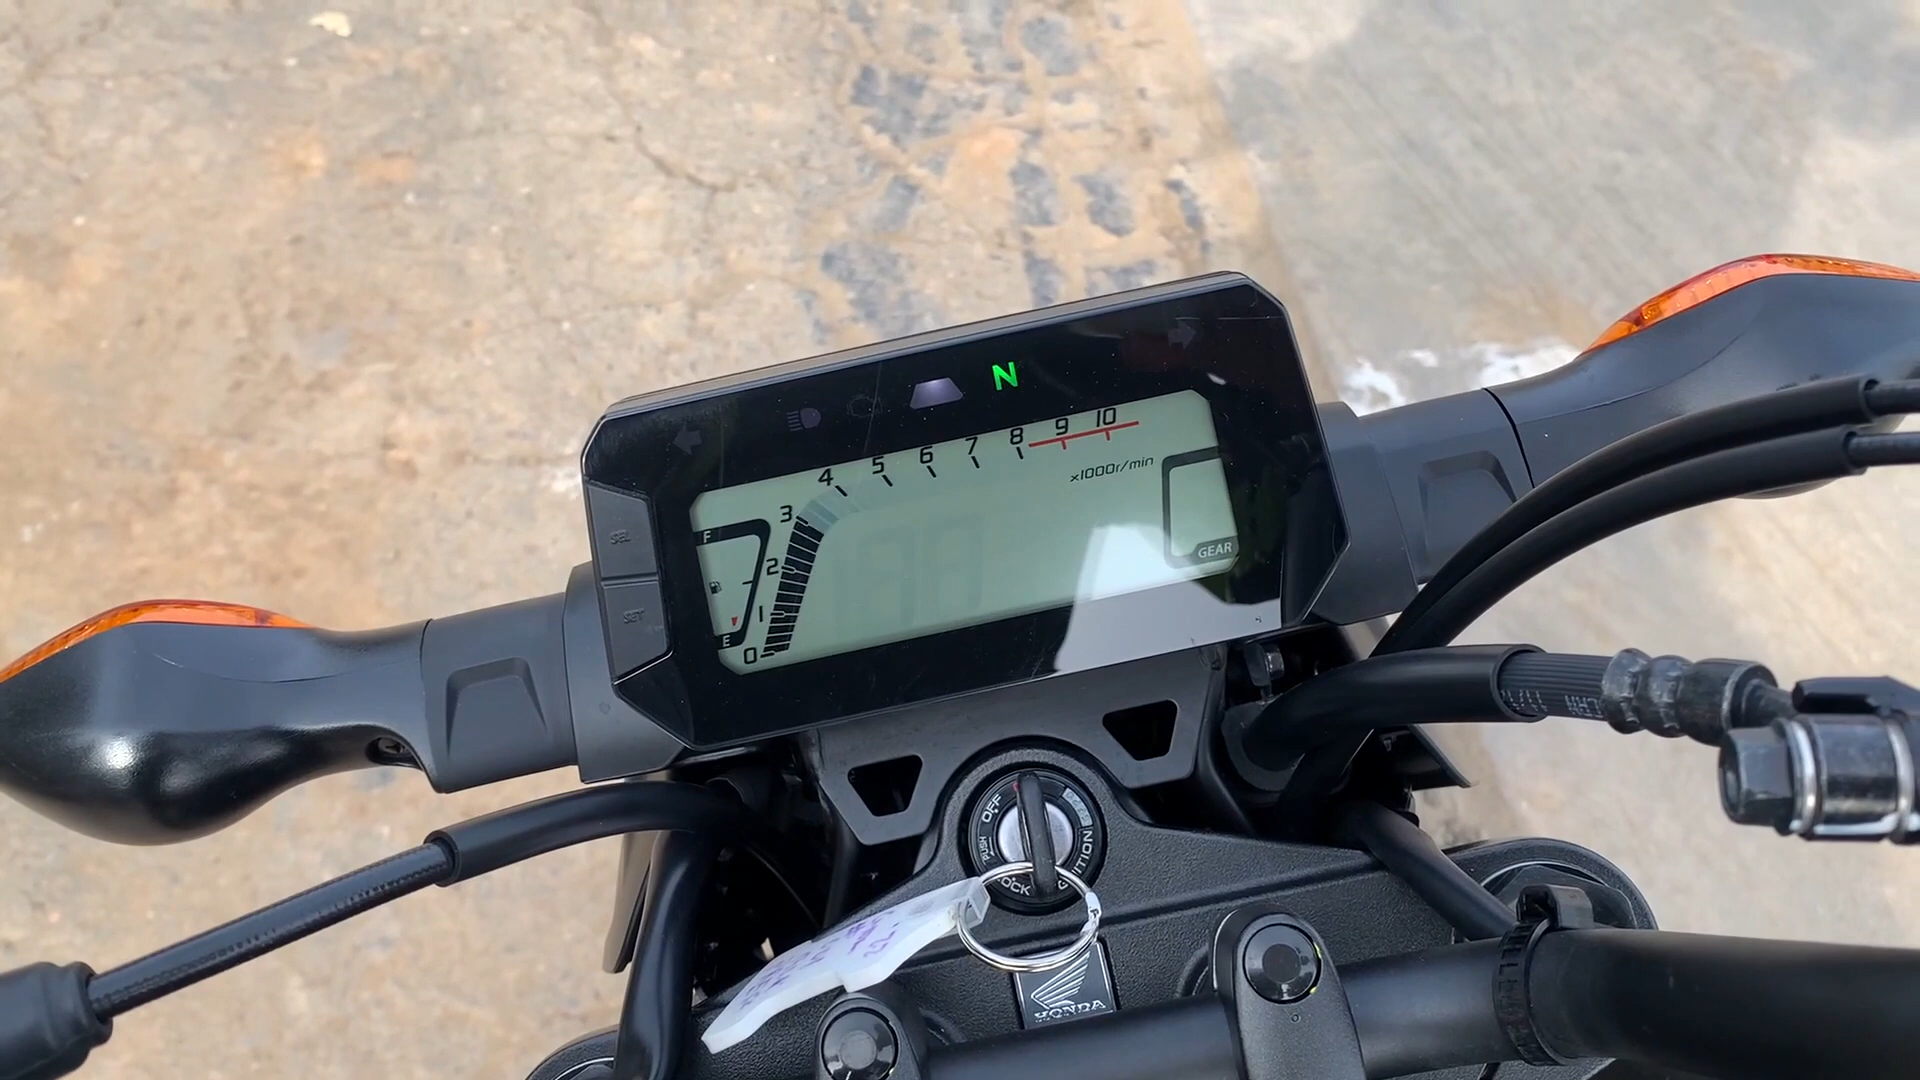 N
4 5 6 7 8 9 10
x1000r/min
3
2
1
0
F
E
SEL
SET
GEAR
OFF
PUSH
LOCK
IGNITION
HONDA